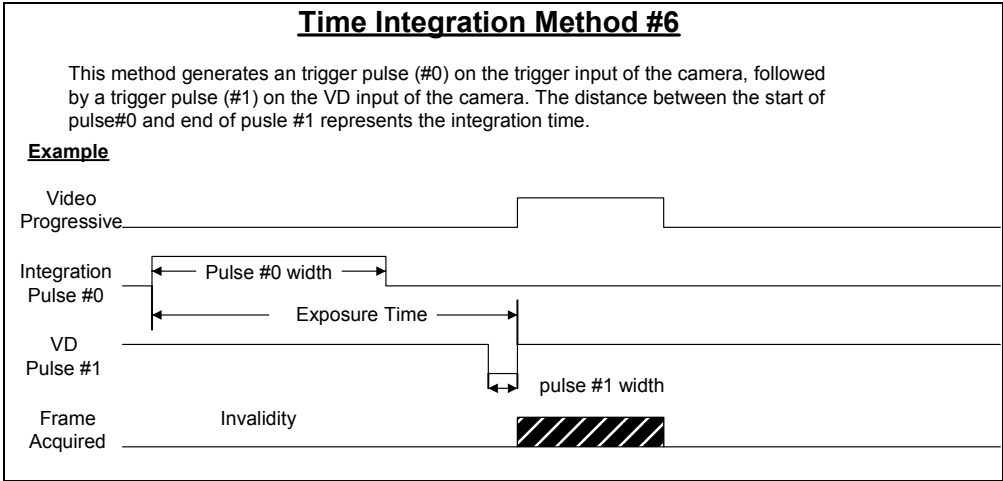 Time Integration Method #6
This method generates an trigger pulse (#0) on the trigger input of the camera, followed
by a trigger pulse (#1) on the VD input of the camera. The distance between the start of
pulse#0 and end of pusle #1 represents the integration time.
Example
Video
Progressive
Integration
Pulse #0
Pulse #0 width
Exposure Time
VD
Pulse #1
pulse #1 width
Frame
Acquired
Invalidity